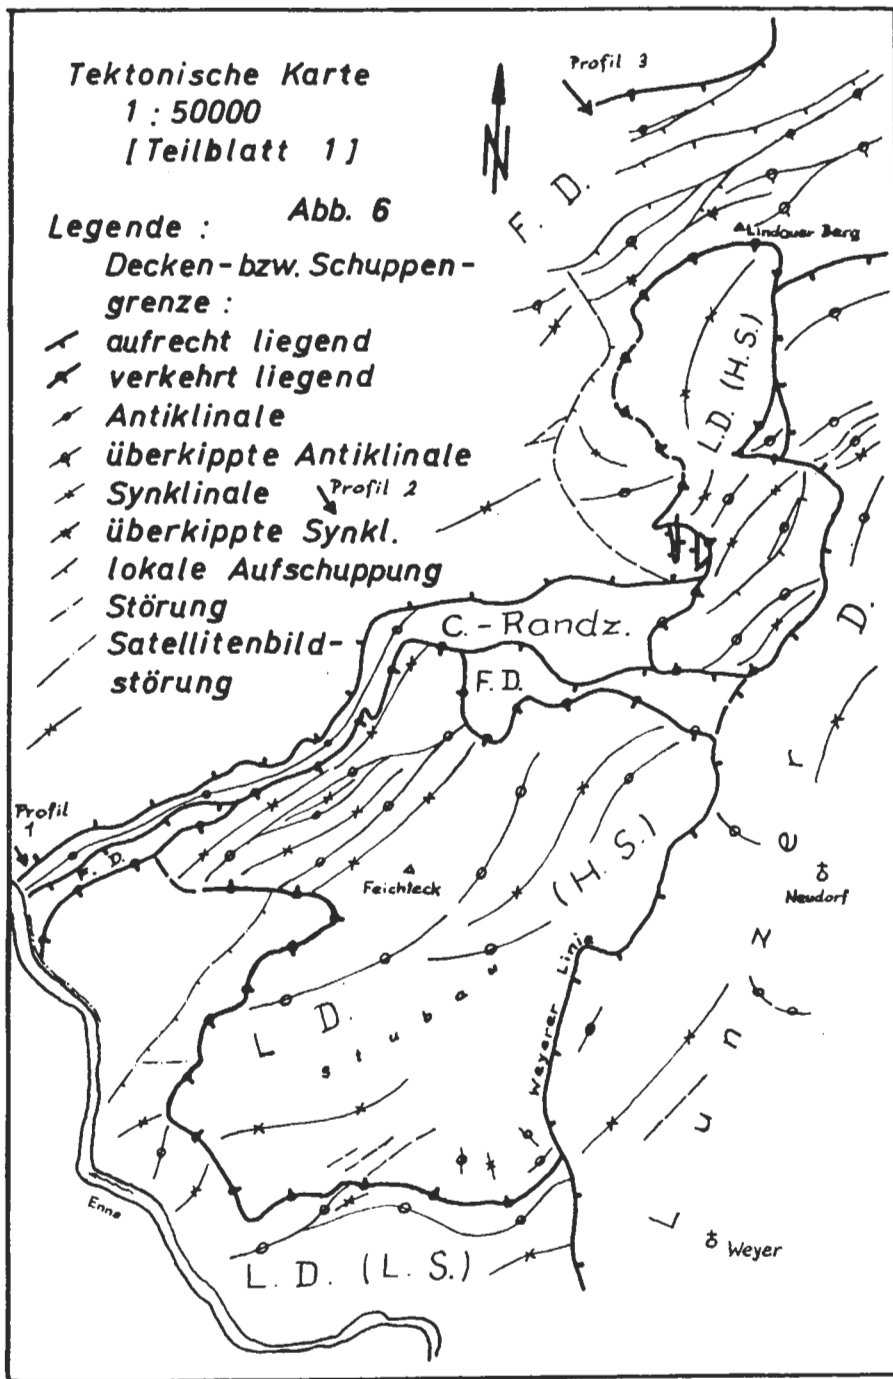 Tektonische Karte
1 : 50000
[Teilblatt 1]
Abb. 6
Legende :
Decken- bzw. Schuppen-
grenze :
aufrecht liegend
verkehrt liegend
Antiklinale
überkippte Antiklinale
Synklinale
überkippte Synkl.
lokale Aufschuppung
Störung
Satellitenbild-
störung
Profil 3
N
F. D.
Lindauer Berg
L.D. (H.S.)
Profil 2
C.-Randz.
F. D.
Profil
1
F. D.
Feichteck
(H.S.)
Neudorf
L. D.
Stubau
Weyerer Linie
Lunzer D.
Enns
L. D. (L.S.)
Weyer